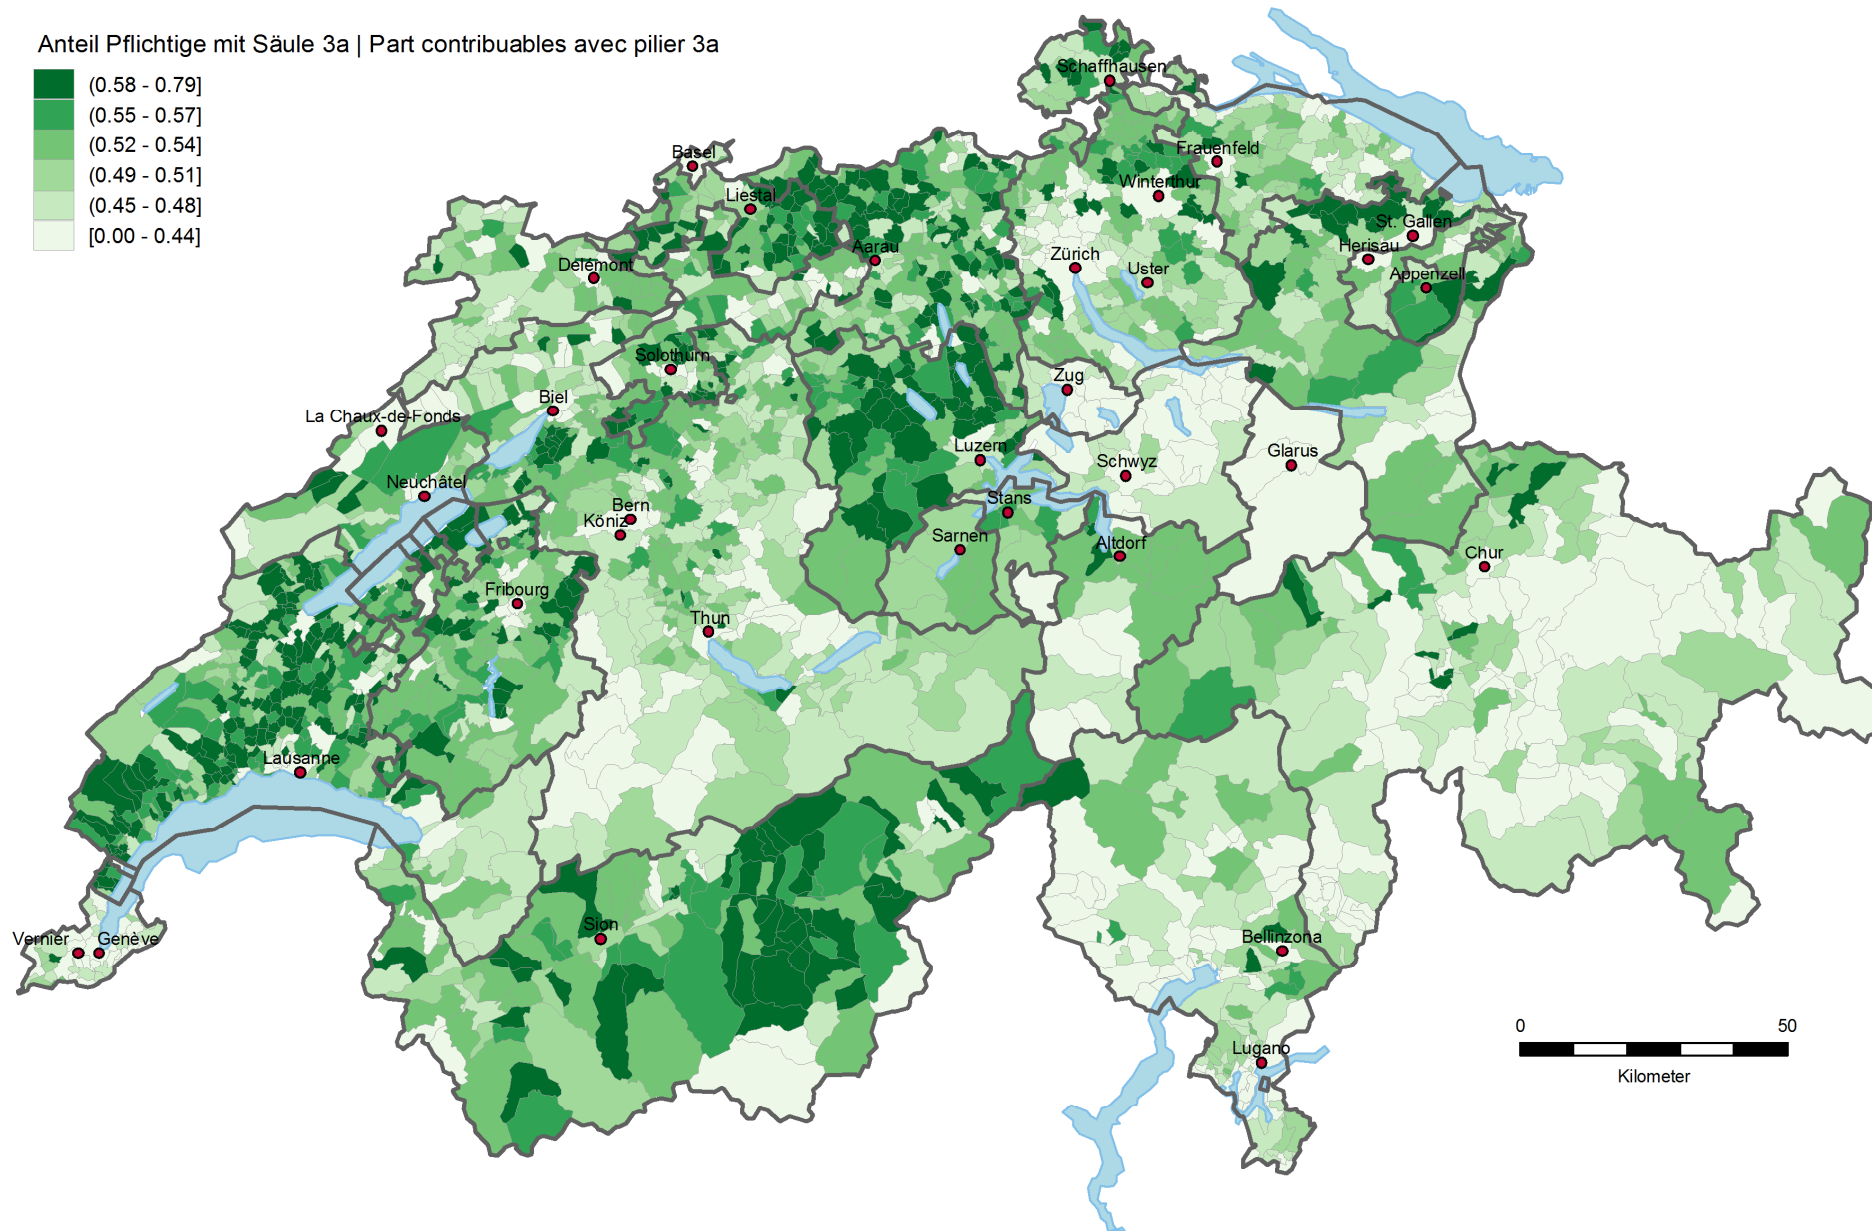 Anteil Pflichtige mit Säule 3a | Part contribuables avec pilier 3a
(0.58 - 0.79]
(0.55 - 0.57]
(0.52 - 0.54]
(0.49 - 0.51]
(0.45 - 0.48]
[0.00 - 0.44]
Schaffhausen
Basel
Frauenfeld
Winterthur
Liestal
St. Gallen
Herisau
Aarau
Zürich
Delémont
Uster
Appenzell
Solothurn
Zug
Biel
La Chaux-de-Fonds
Luzern
Glarus
Schwyz
Neuchâtel
Stans
Bern
Köniz
Sarnen
Altdorf
Chur
Fribourg
Thun
Lausanne
Sion
Vernier
Genève
Bellinzona
Lugano
0 50
Kilometer